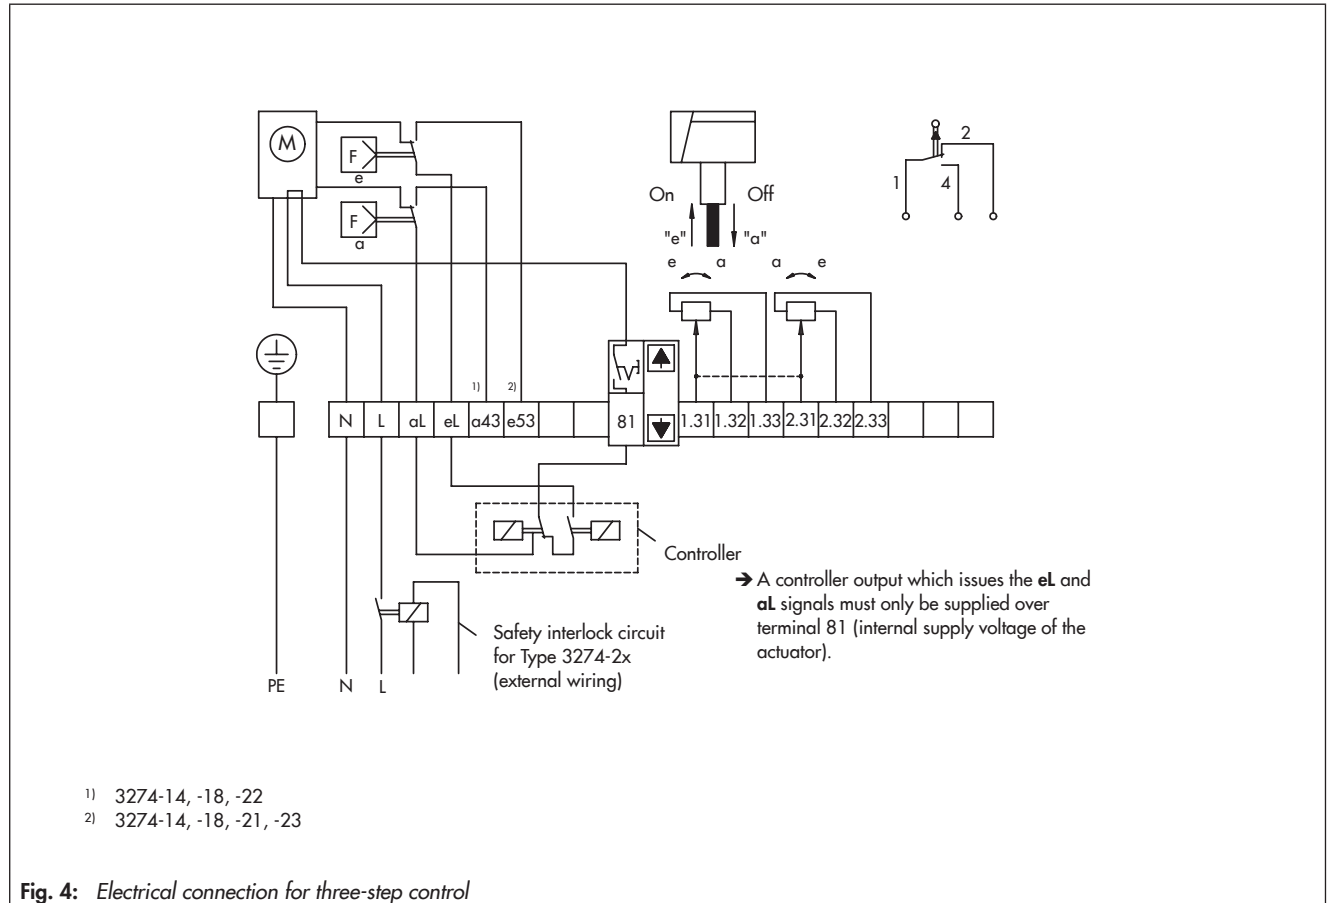 M
F
e
F
a
On Off
"e" "a"
e a a e
2
1 4
1) 2)
N L aL eL a43 e53 81 1.31 1.32 1.33 2.31 2.32 2.33
Controller
➔ A controller output which issues the eL and
aL signals must only be supplied over
terminal 81 (internal supply voltage of the
actuator).
Safety interlock circuit
for Type 3274-2x
(external wiring)
PE N L
1) 3274-14, -18, -22
2) 3274-14, -18, -21, -23
Fig. 4: Electrical connection for three-step control